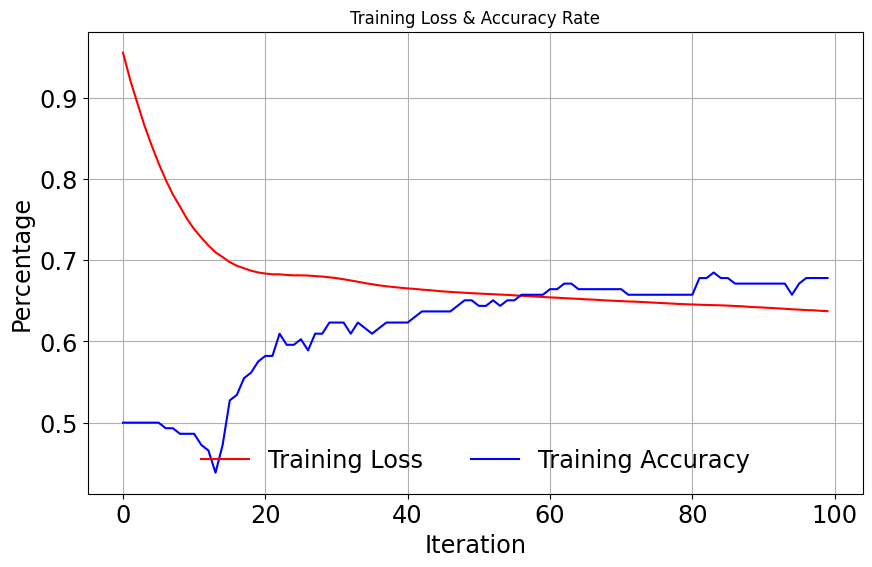 Training Loss & Accuracy Rate
Percentage
0.9
0.8
0.7
0.6
0.5
Training Loss
Training Accuracy
0 20 40 60 80 100
Iteration